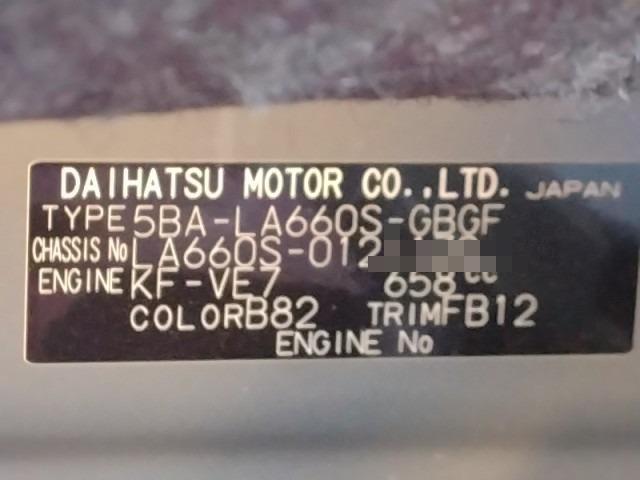 DAIHATSU MOTOR CO.,LTD. JAPAN
TYPE 5BA-LA660S-GBGF
CHASSIS No LA660S-012
ENGINE KF-VE7 658cc
COLOR B82 TRIM FB12
ENGINE No